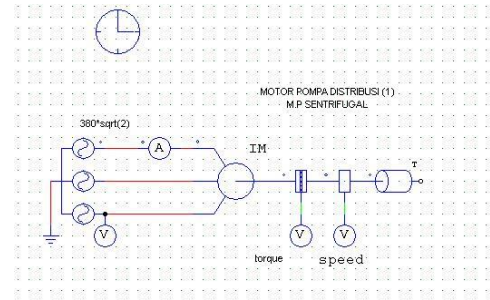 MOTOR POMPA DISTRIBUSI (1)
M.P SENTRIFUGAL
380*sqrt(2)
A
IM
T
V
V
V
torque
speed